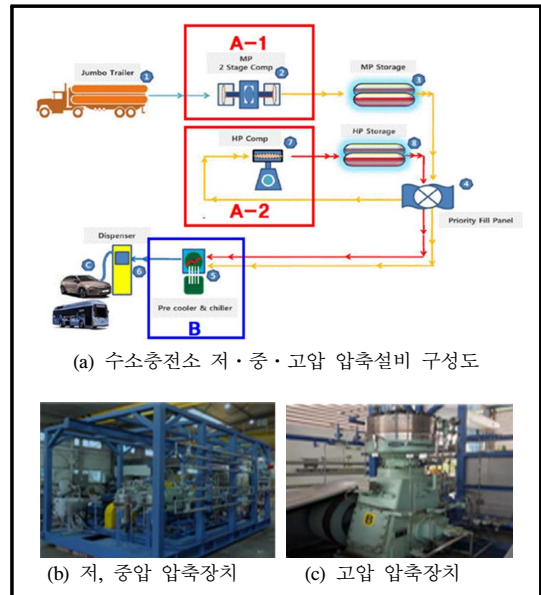 A-1
MP
2 Stage Comp
2
Jumbo Trailer
1
MP Storage
3
HP Comp
7
HP Storage
8
A-2
4
Priority Fill Panel
Dispenser
C
6
5
Pre cooler & chiller
B
(a) 수소충전소 저・중・고압 압축설비 구성도
B
(b) 저, 중압 압축장치
(c) 고압 압축장치